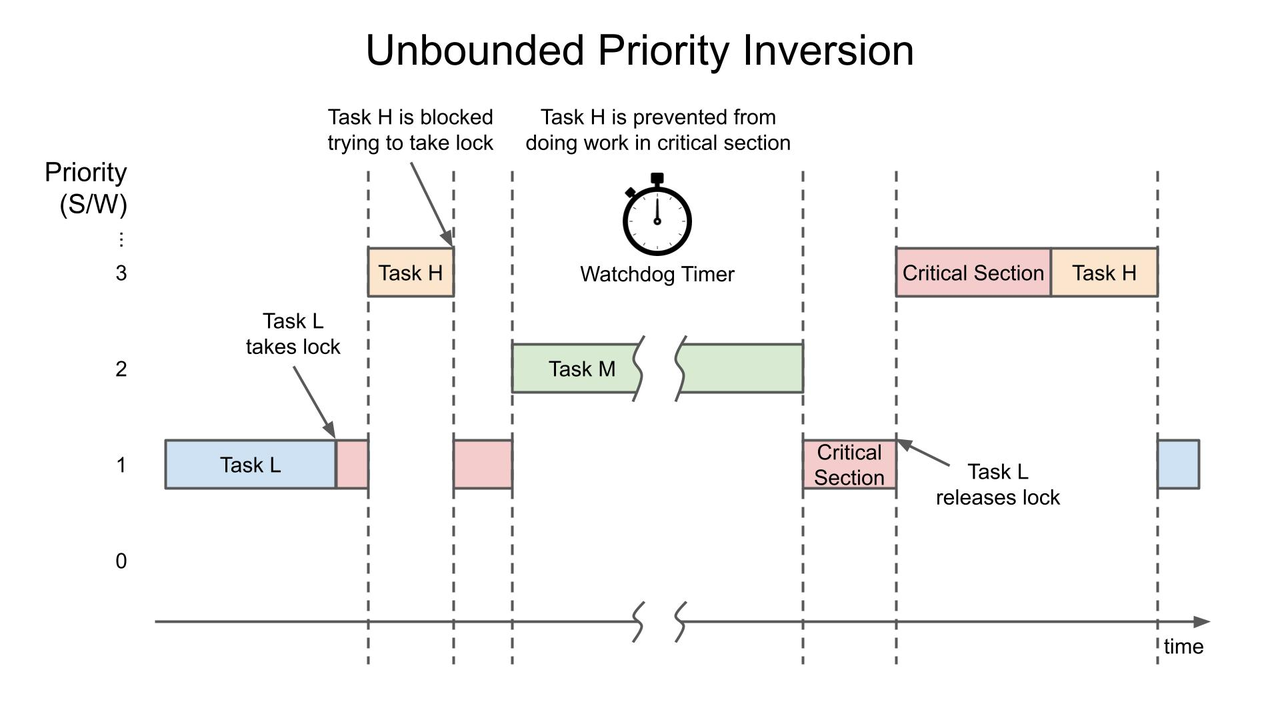 Unbounded Priority Inversion
Task H is blocked
trying to take lock
Task H is prevented from
doing work in critical section
Priority
(S/W)
⋮
3
Task H
Watchdog Timer
Critical Section
Task H
Task L
takes lock
2
Task M
1
Task L
Critical
Section
Task L
releases lock
0
time